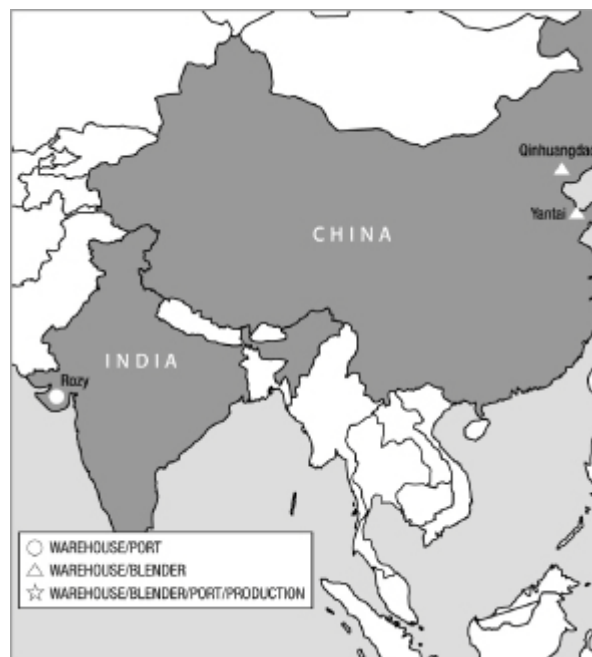 Qinhuangdao
Yantai
CHINA
INDIA
Rozy
WAREHOUSE/PORT
WAREHOUSE/BLENDER
WAREHOUSE/BLENDER/PORT/PRODUCTION